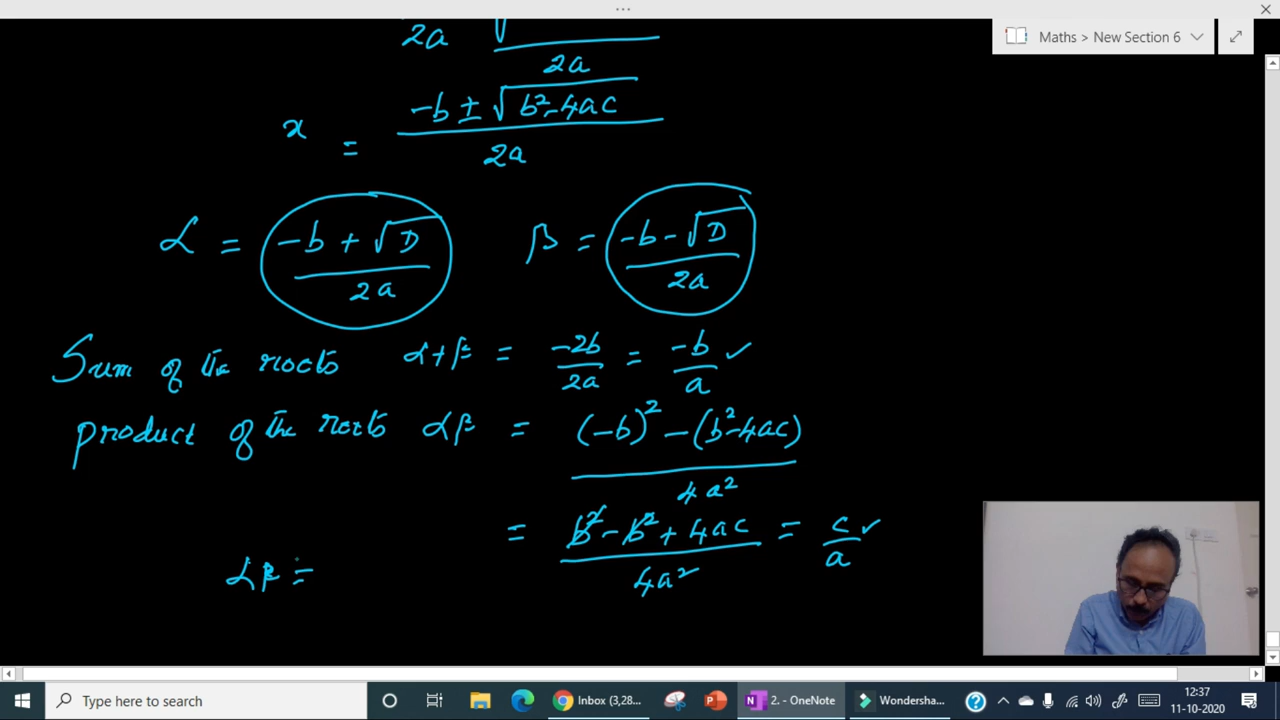 Maths > New Section 6
2a √
2a
x = -b ± √b²-4ac / 2a
α = -b + √D / 2a β = -b - √D / 2a
Sum of the roots α+β = -2b/2a = -b/a ✓
product of the roots αβ = (-b)² - (b²-4ac) / 4a²
= b² - b² + 4ac / 4a² = c/a ✓
αβ =
Type here to search
Inbox (3,28...
2. - OneNote
Wondersha...
12:37
11-10-2020